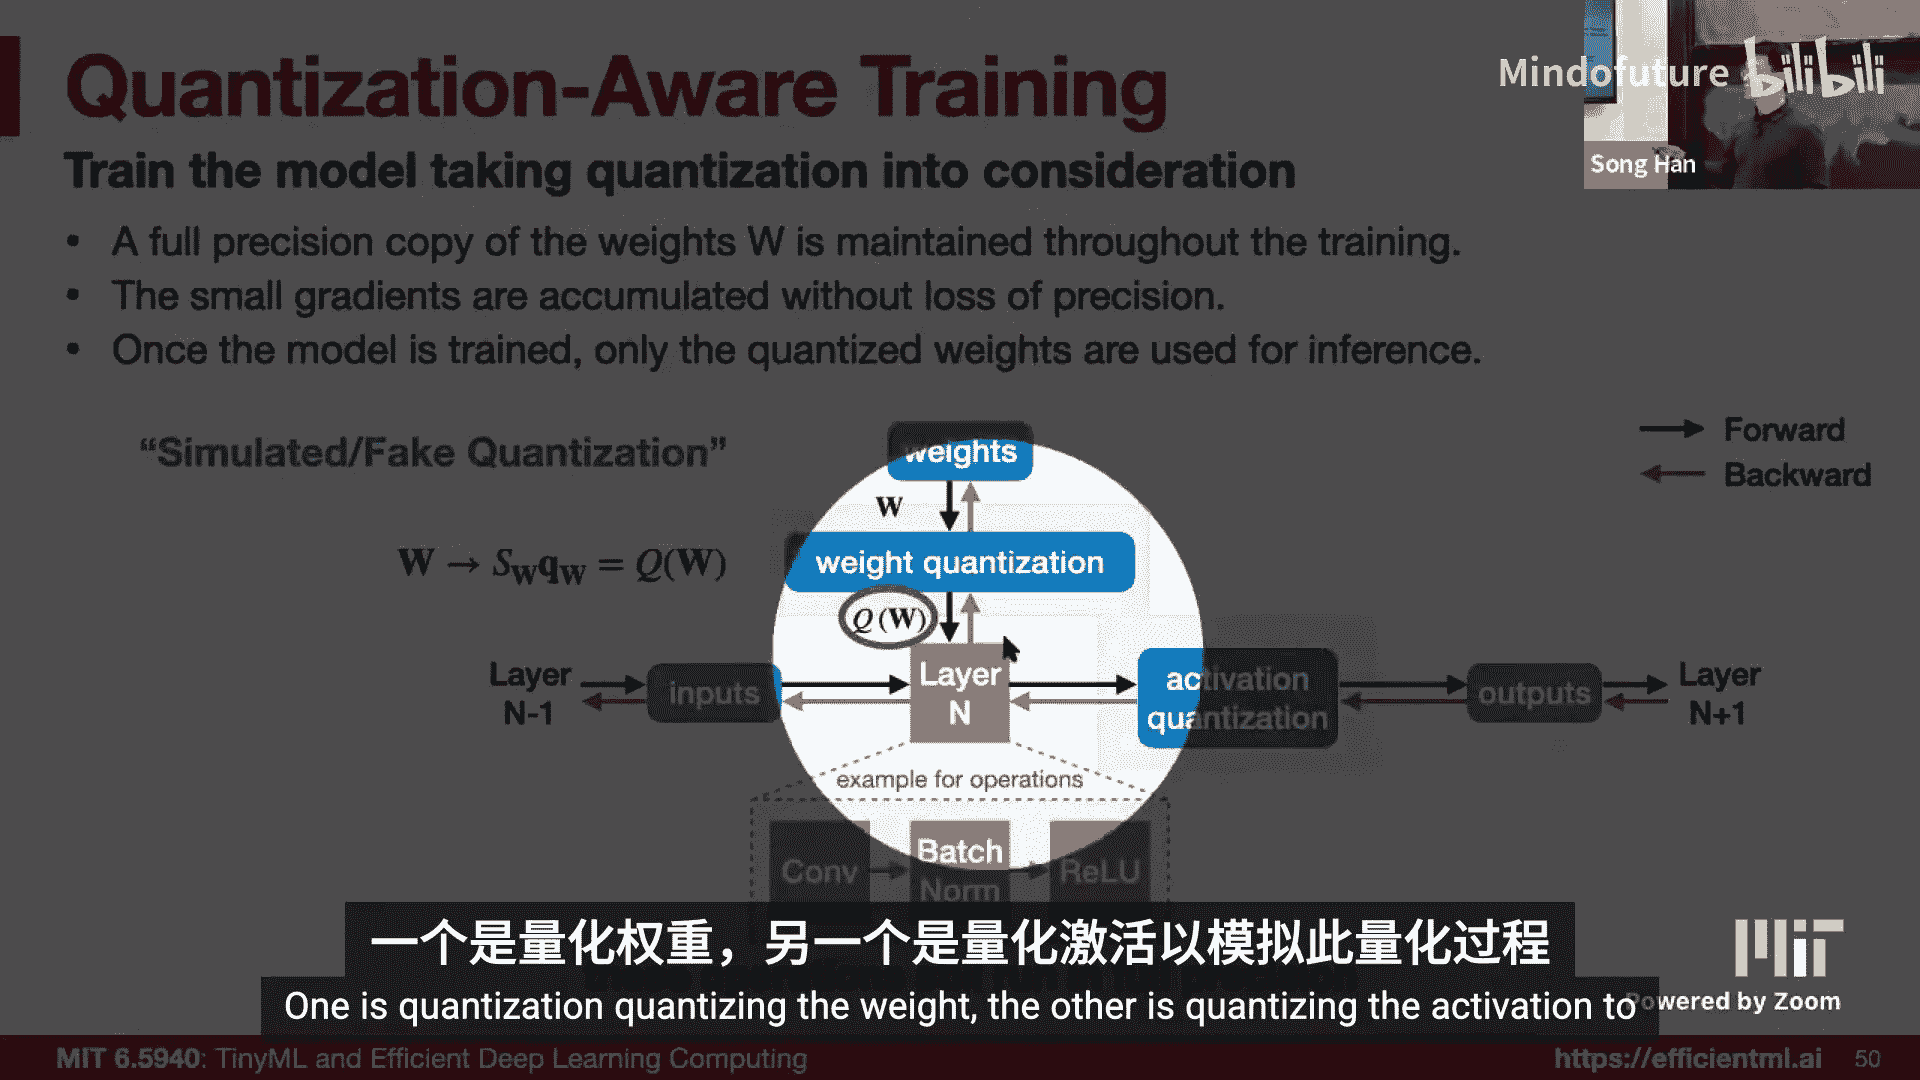 Quantization-Aware Training
Mindofuture bilibili
Song Han
Train the model taking quantization into consideration
• A full precision copy of the weights W is maintained throughout the training.
• The small gradients are accumulated without loss of precision.
• Once the model is trained, only the quantized weights are used for inference.
“Simulated/Fake Quantization”
weights
Forward
Backward
W
W → S_W q_W = Q(W)
weight quantization
Q(W)
Layer
N-1
inputs
Layer
N
activation
quantization
outputs
Layer
N+1
example for operations
Conv
Batch
Norm
ReLU
一个是量化权重，另一个是量化激活以模拟此量化过程
One is quantization quantizing the weight, the other is quantizing the activation to
MIT
Powered by Zoom
MIT 6.5940: TinyML and Efficient Deep Learning Computing
https://efficientml.ai
50